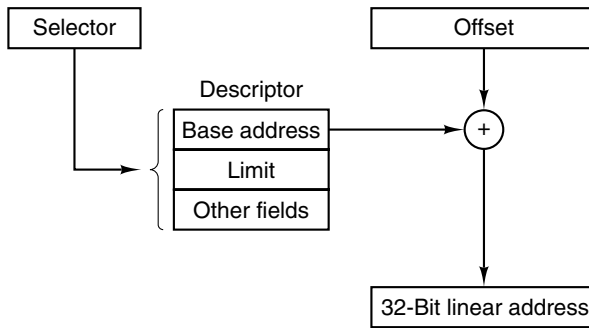 Selector
Offset
Descriptor
Base address
+
Limit
Other fields
32-Bit linear address